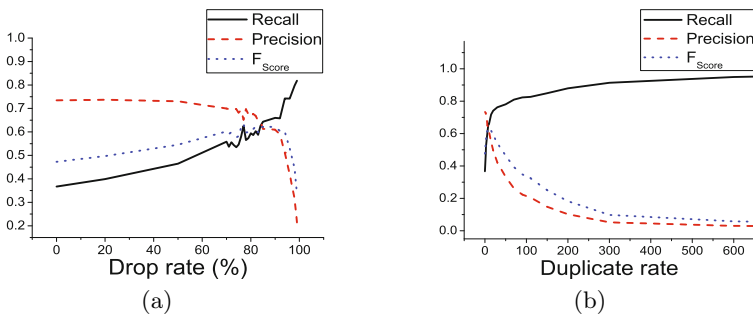 Recall
Precision
F Score
1.0
0.9
0.8
0.7
0.6
0.5
0.4
0.3
0.2
0 20 40 60 80 100
Drop rate (%)
(a)
Recall
Precision
F Score
1.0
0.8
0.6
0.4
0.2
0.0
0 100 200 300 400 500 600
Duplicate rate
(b)